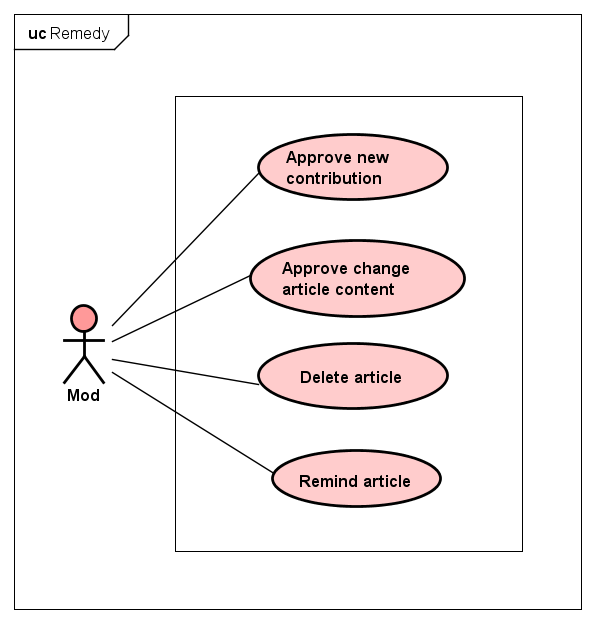 uc Remedy
Approve new
contribution
Approve change
article content
Delete article
Mod
Remind article